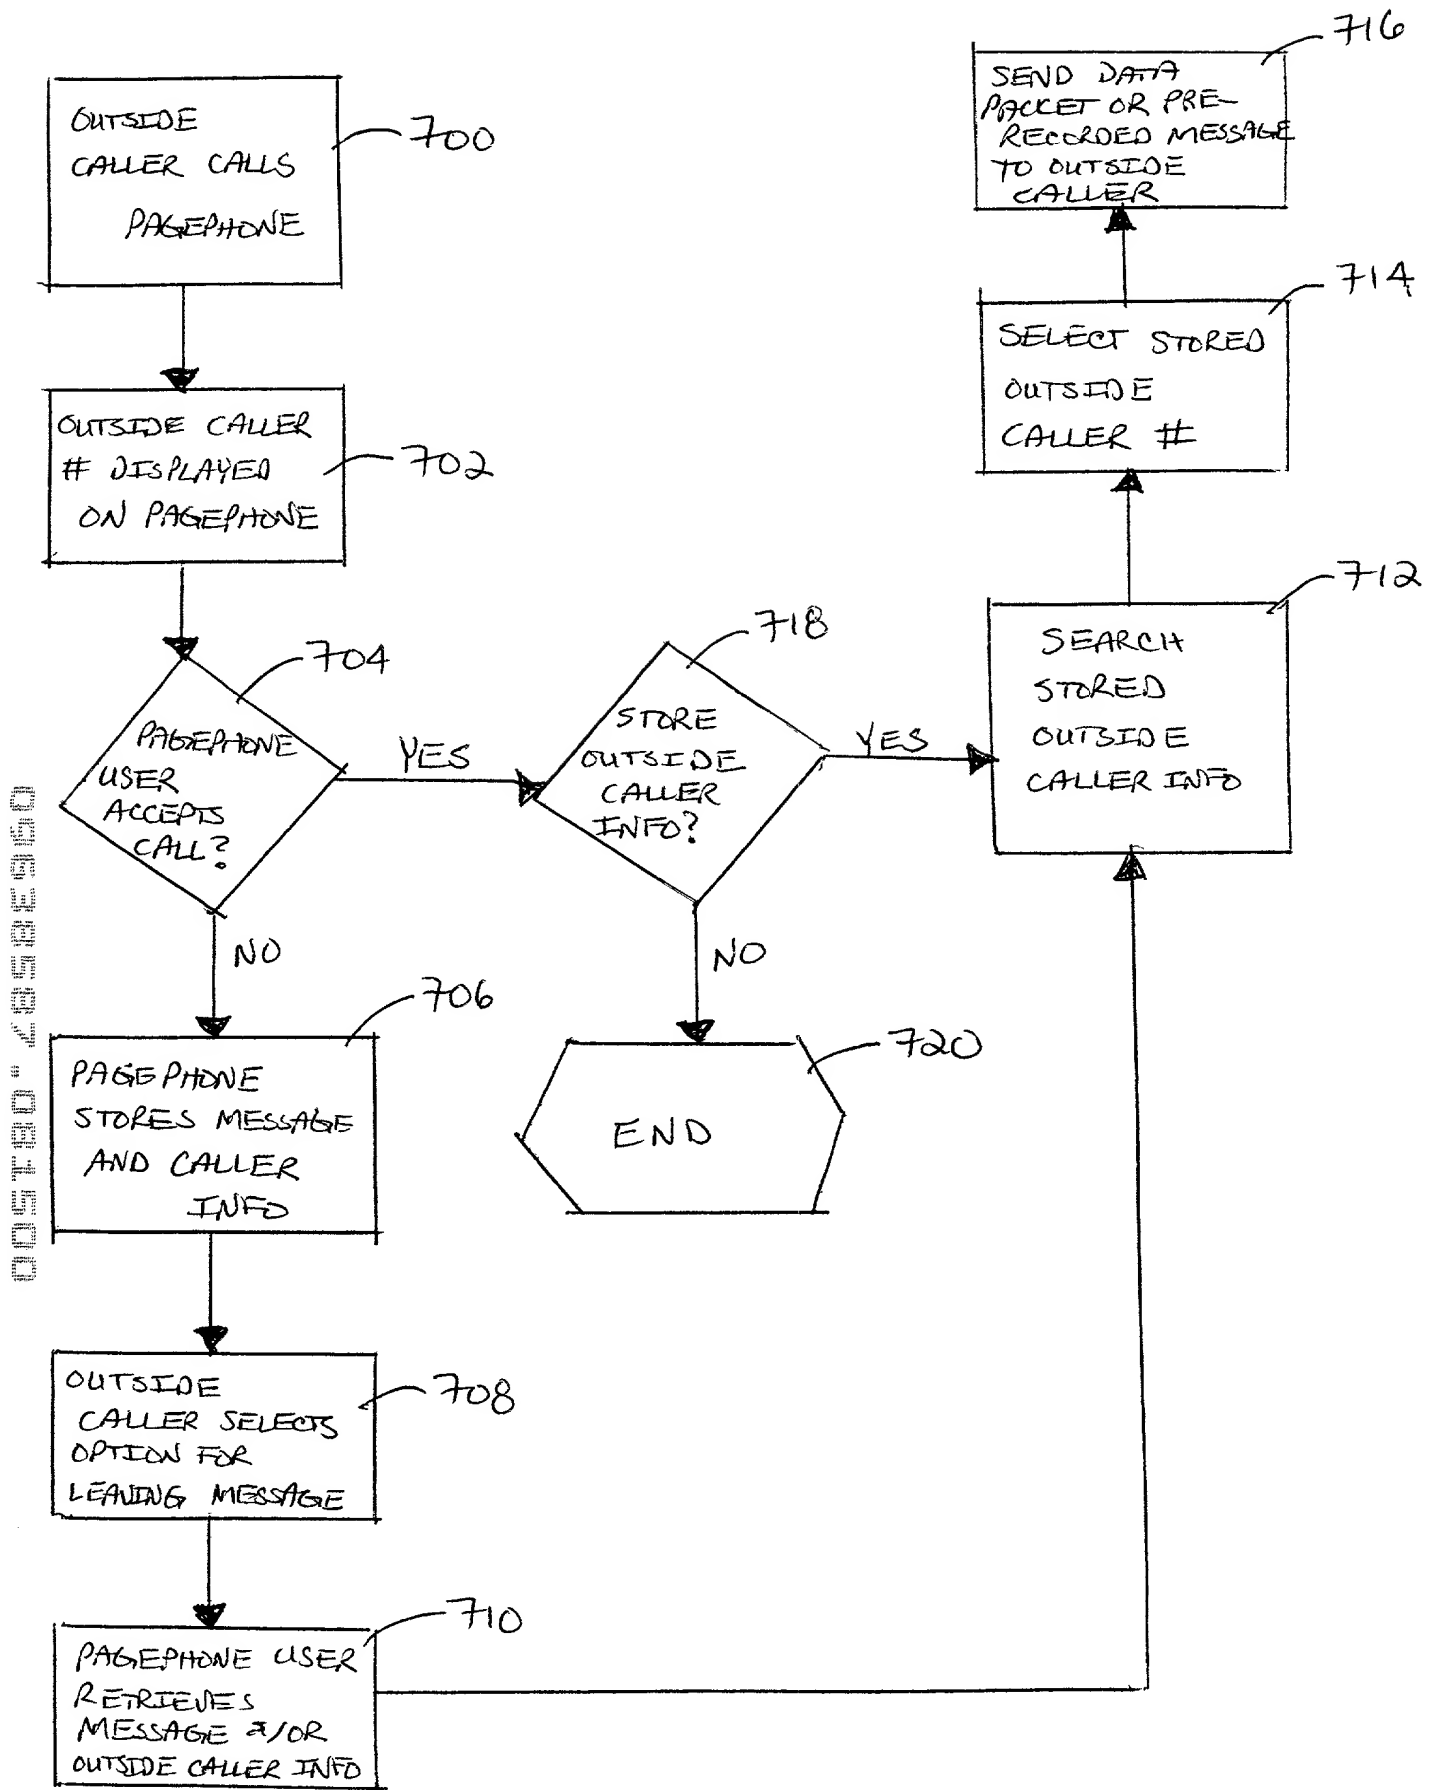 OUTSIDE
CALLER CALLS
PAGEPHONE
700
OUTSIDE CALLER
# DISPLAYED
ON PAGEPHONE
702
PAGEPHONE
USER
ACCEPTS
CALL?
704
YES
NO
STORE
OUTSIDE
CALLER
INFO?
718
YES
NO
END
720
PAGEPHONE
STORES MESSAGE
AND CALLER
INFO
706
OUTSIDE
CALLER SELECTS
OPTION FOR
LEAVING MESSAGE
708
PAGEPHONE USER
RETRIEVES
MESSAGE &/OR
OUTSIDE CALLER INFO
710
SEARCH
STORED
OUTSIDE
CALLER INFO
712
SELECT STORED
OUTSIDE
CALLER #
714
SEND DATA
PACKET OR PRE-
RECORDED MESSAGE
TO OUTSIDE
CALLER
716